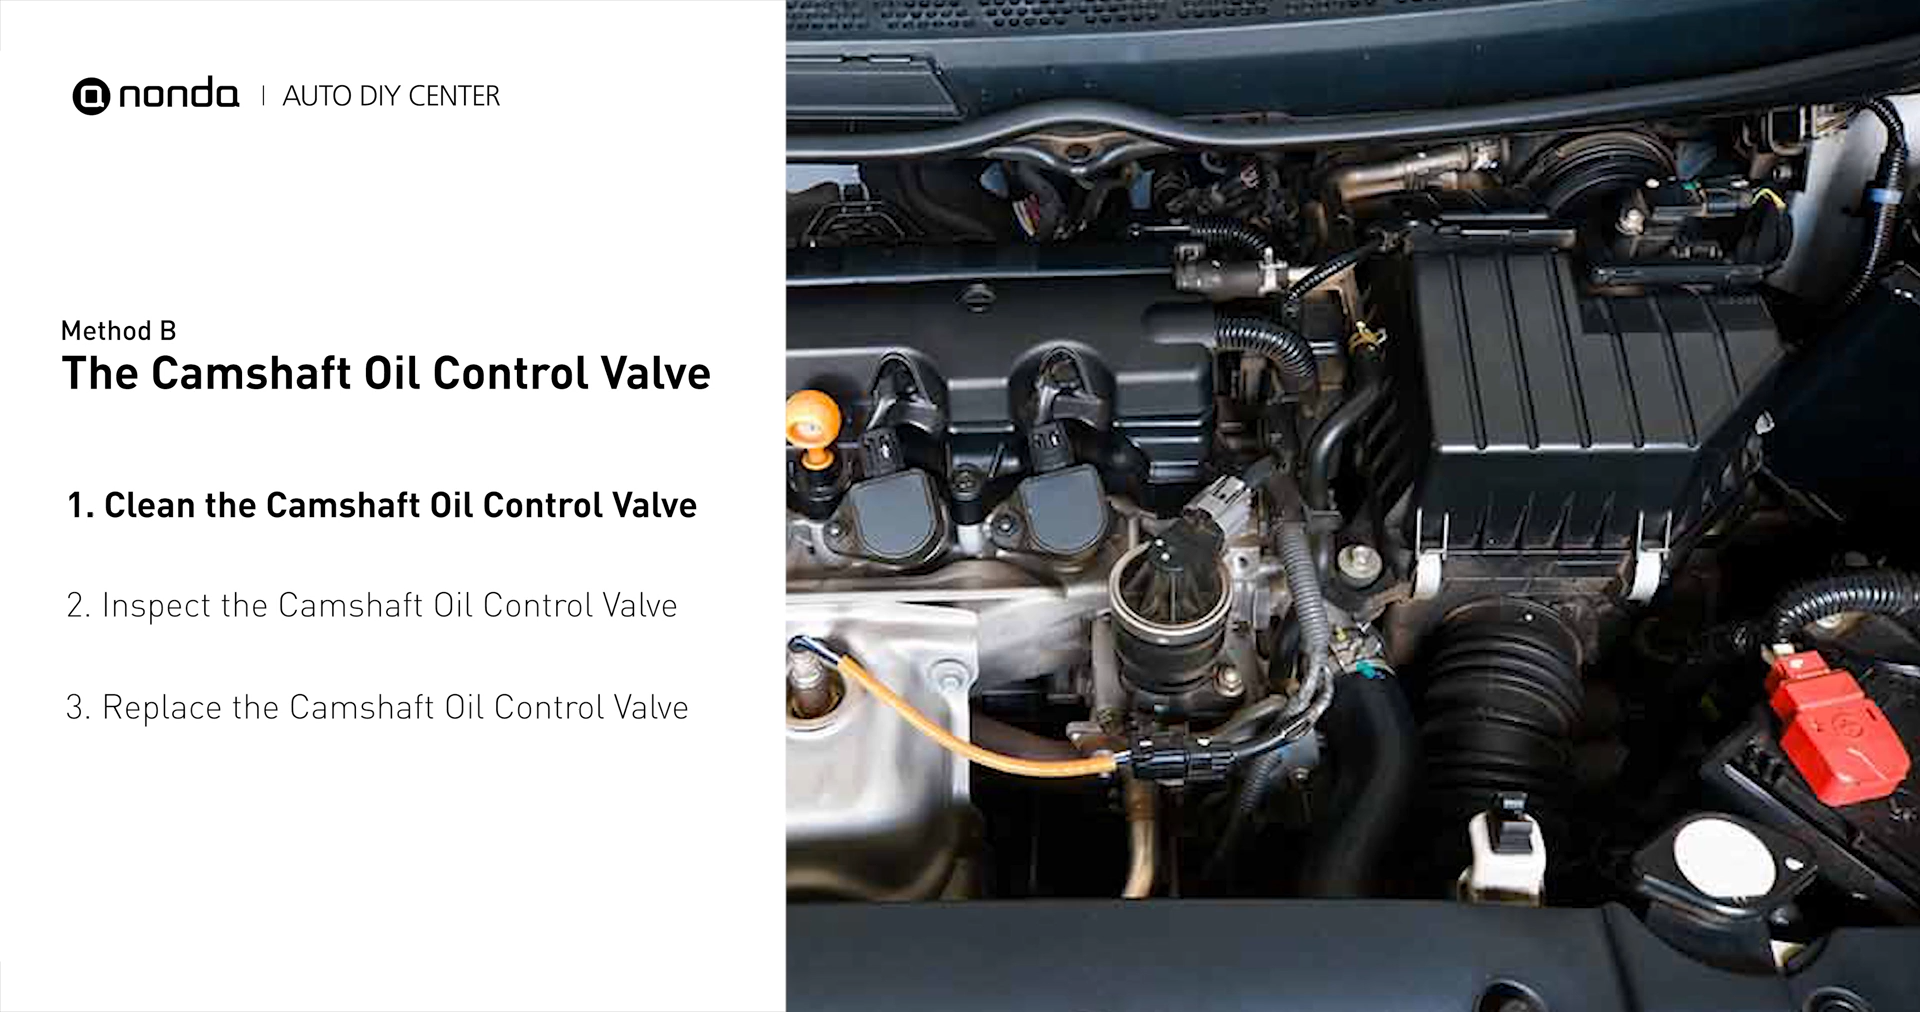 nonda | AUTO DIY CENTER
Method B
The Camshaft Oil Control Valve
1. Clean the Camshaft Oil Control Valve
2. Inspect the Camshaft Oil Control Valve
3. Replace the Camshaft Oil Control Valve